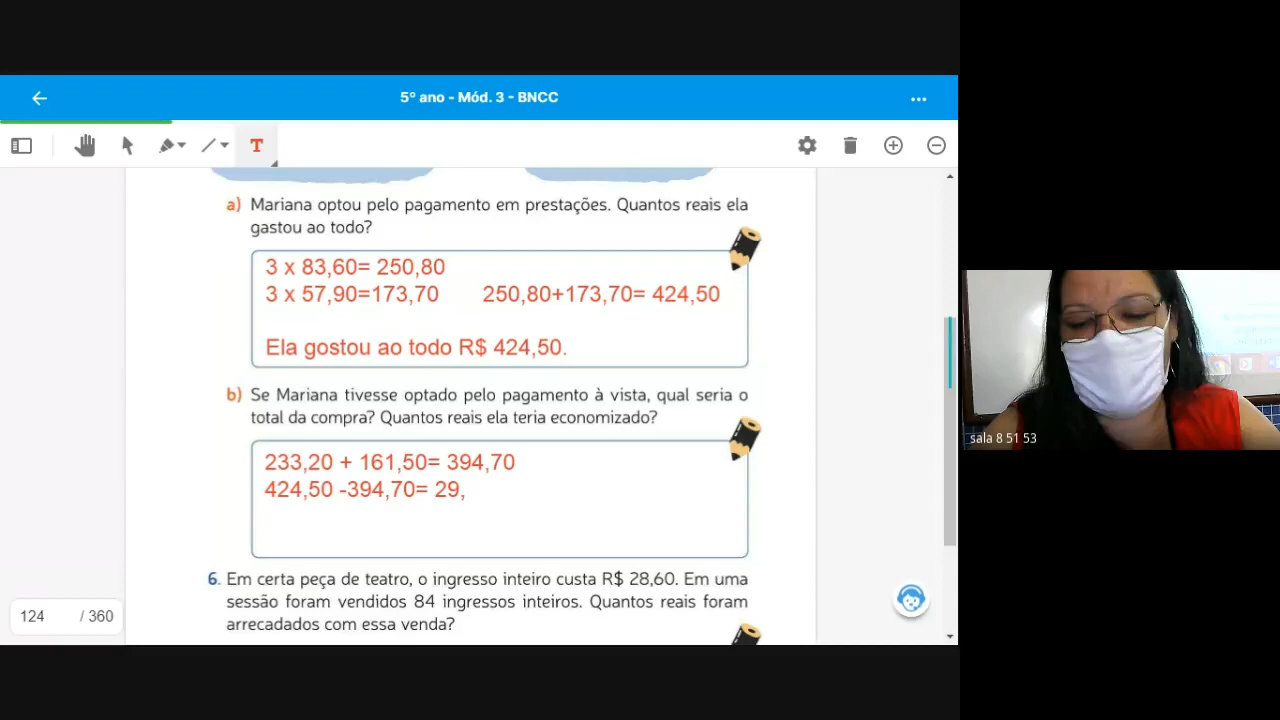 5º ano - Mód. 3 - BNCC
T
a) Mariana optou pelo pagamento em prestações. Quantos reais ela
gastou ao todo?
3 x 83,60= 250,80
3 x 57,90=173,70 250,80+173,70= 424,50
Ela gostou ao todo R$ 424,50.
b) Se Mariana tivesse optado pelo pagamento à vista, qual seria o
total da compra? Quantos reais ela teria economizado?
233,20 + 161,50= 394,70
424,50 -394,70= 29,
6. Em certa peça de teatro, o ingresso inteiro custa R$ 28,60. Em uma
sessão foram vendidos 84 ingressos inteiros. Quantos reais foram
arrecadados com essa venda?
124 / 360
sala 8 51 53